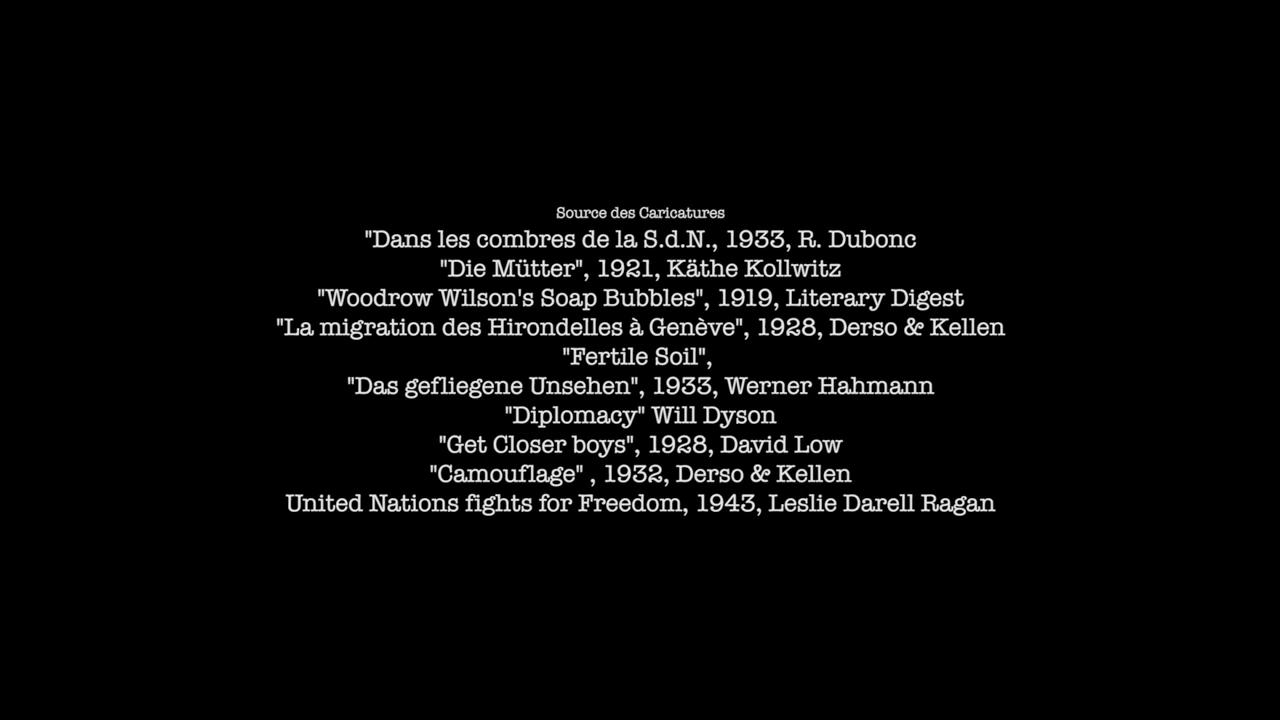 Source des Caricatures
"Dans les combres de la S.d.N., 1933, R. Dubonc
"Die Mütter", 1921, Käthe Kollwitz
"Woodrow Wilson's Soap Bubbles", 1919, Literary Digest
"La migration des Hirondelles à Genève", 1928, Derso & Kellen
"Fertile Soil",
"Das gefliegene Unsehen", 1933, Werner Hahmann
"Diplomacy" Will Dyson
"Get Closer boys", 1928, David Low
"Camouflage" , 1932, Derso & Kellen
United Nations fights for Freedom, 1943, Leslie Darell Ragan